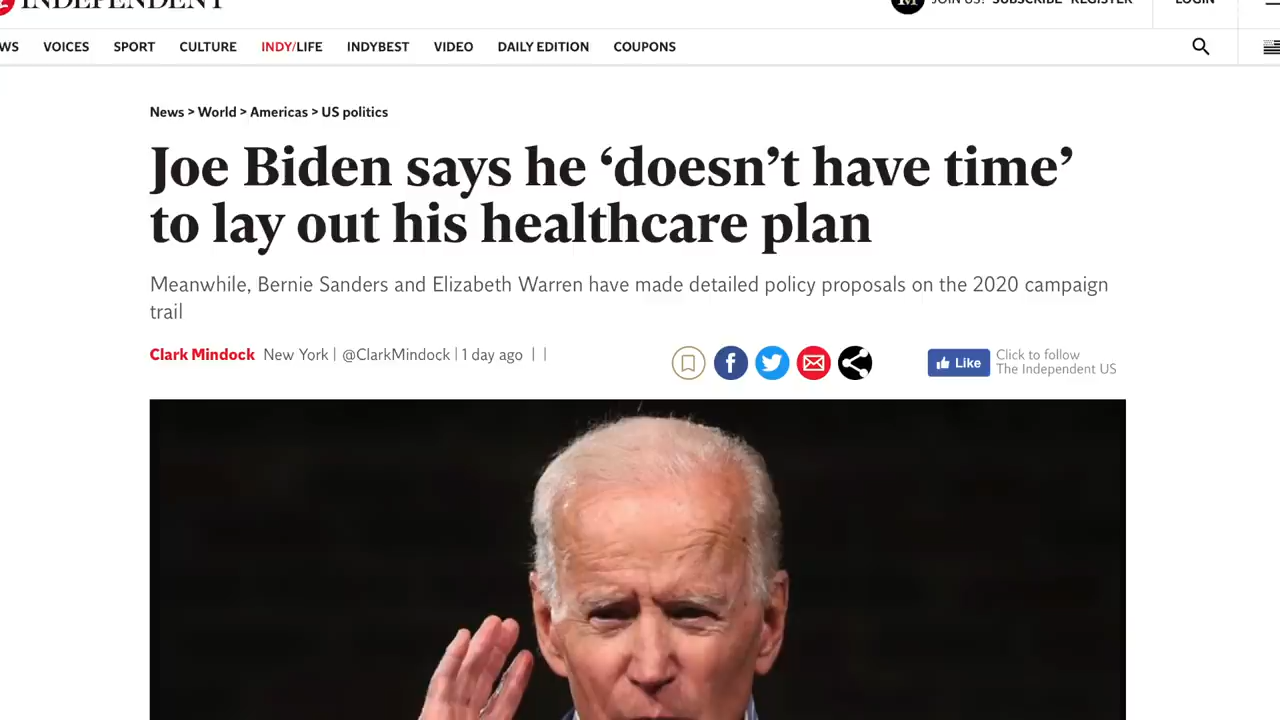 INDEPENDENT
JOIN US: SUBSCRIBE REGISTER
LOGIN
WS VOICES SPORT CULTURE INDY/LIFE INDYBEST VIDEO DAILY EDITION COUPONS
News > World > Americas > US politics
Joe Biden says he ‘doesn’t have time’
to lay out his healthcare plan
Meanwhile, Bernie Sanders and Elizabeth Warren have made detailed policy proposals on the 2020 campaign
trail
Clark Mindock New York | @ClarkMindock | 1 day ago | |
Like
Click to follow
The Independent US